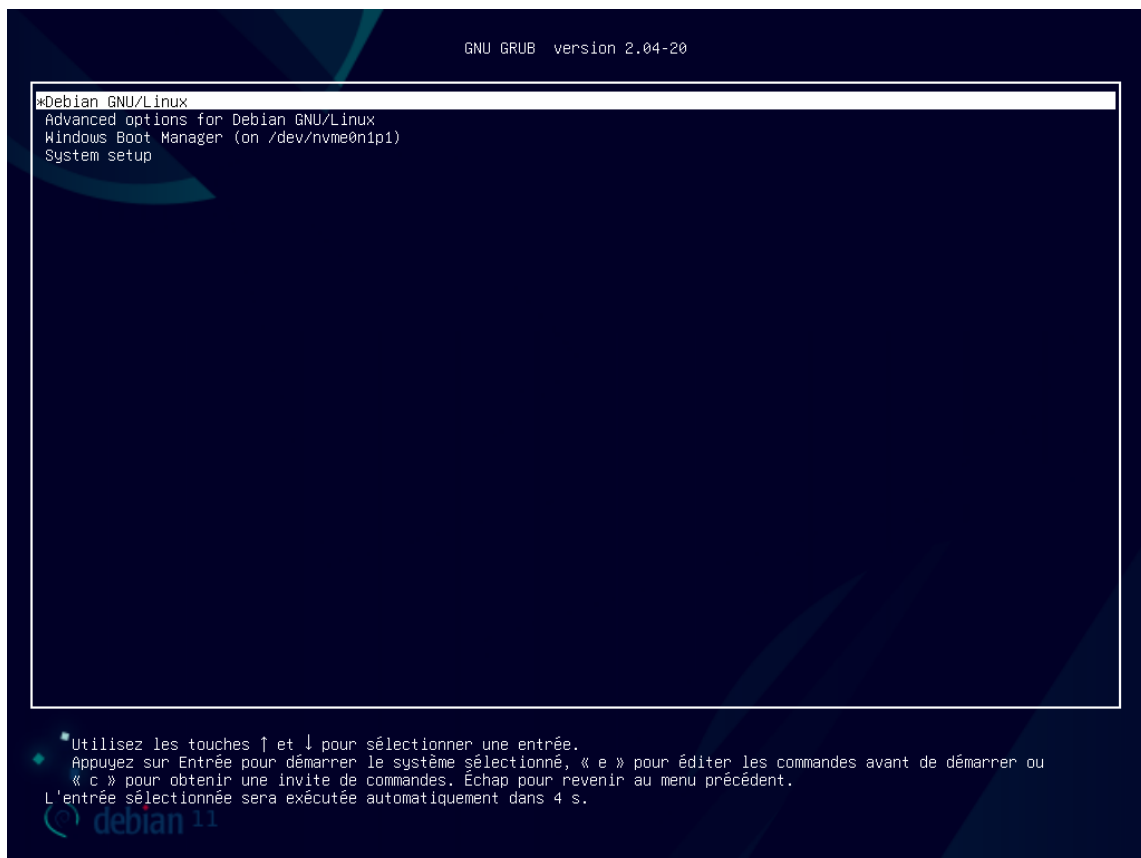 GNU GRUB  version 2.04-20
*Debian GNU/Linux
Advanced options for Debian GNU/Linux
Windows Boot Manager (on /dev/nvme0n1p1)
System setup
Utilisez les touches ↑ et ↓ pour sélectionner une entrée.
Appuyez sur Entrée pour démarrer le système sélectionné, « e » pour éditer les commandes avant de démarrer ou
« c » pour obtenir une invite de commandes. Échap pour revenir au menu précédent.
L'entrée sélectionnée sera exécutée automatiquement dans 4 s.
debian 11